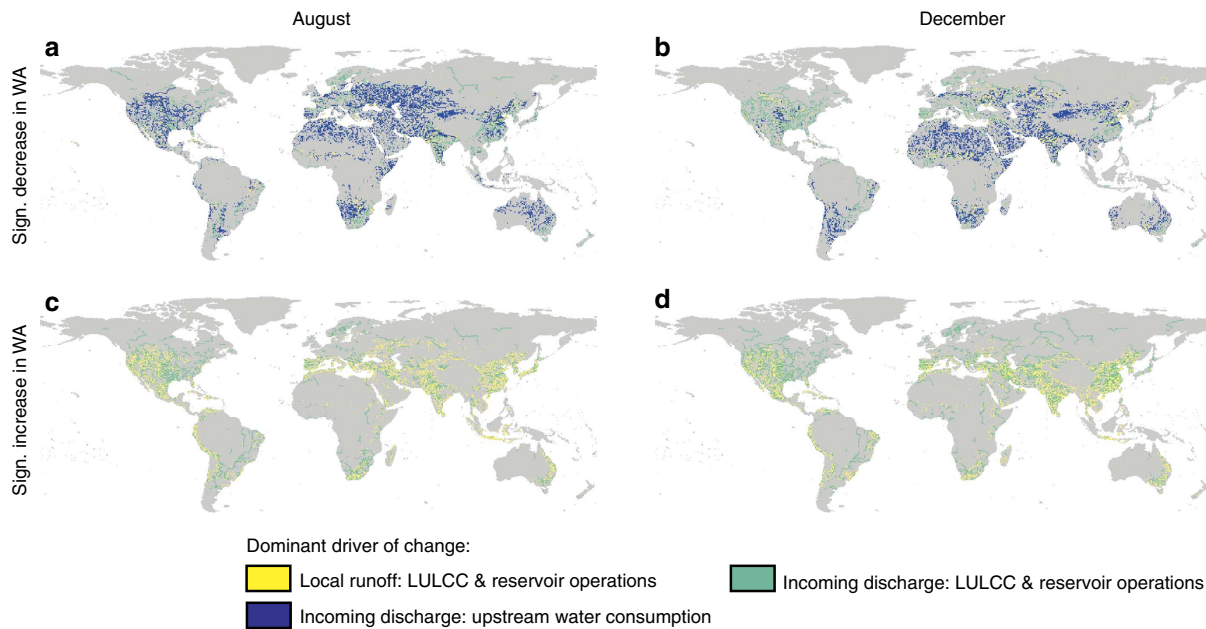 August
December
a
b
Sign. decrease in WA
c
d
Sign. increase in WA
Dominant driver of change:
Local runoff: LULCC & reservoir operations
Incoming discharge: LULCC & reservoir operations
Incoming discharge: upstream water consumption